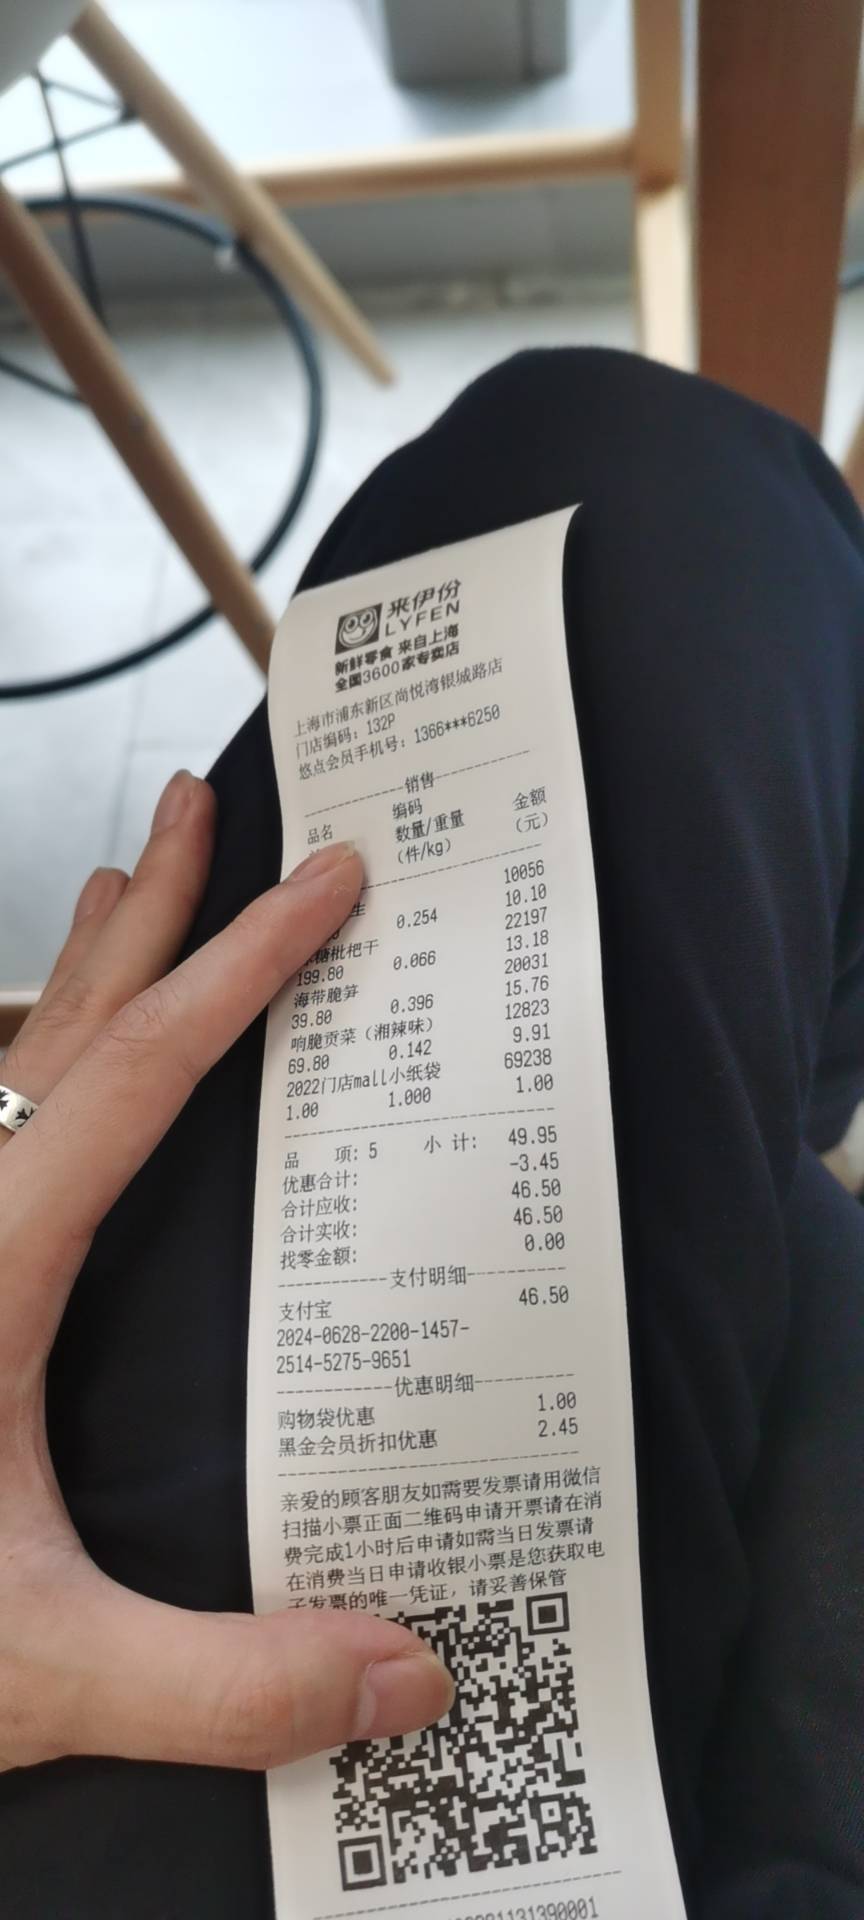 来伊份
LYFEN
新鲜零食 来自上海
全国3600家专卖店
上海市浦东新区尚悦湾银城路店
门店编码：132P
悠点会员手机号：1366***6250
销售
品名 编码 金额
数量/重量 （元）
（件/kg）
10056
生 0.254 10.10
糖枇杷干 22197
199.80 0.066 13.18
海带脆笋 20031
39.80 0.396 15.76
响脆贡菜（湘辣味） 12823
69.80 0.142 9.91
2022门店mall小纸袋 69238
1.00 1.000 1.00
品 项: 5 小 计: 49.95
优惠合计: -3.45
合计应收: 46.50
合计实收: 46.50
找零金额: 0.00
支付明细
支付宝 46.50
2024-0628-2200-1457-
2514-5275-9651
优惠明细
购物袋优惠 1.00
黑金会员折扣优惠 2.45
亲爱的顾客朋友如需要发票请用微信
扫描小票正面二维码申请开票请在消
费完成1小时后申请如需当日发票请
在消费当日申请收银小票是您获取电
子发票的唯一凭证，请妥善保管